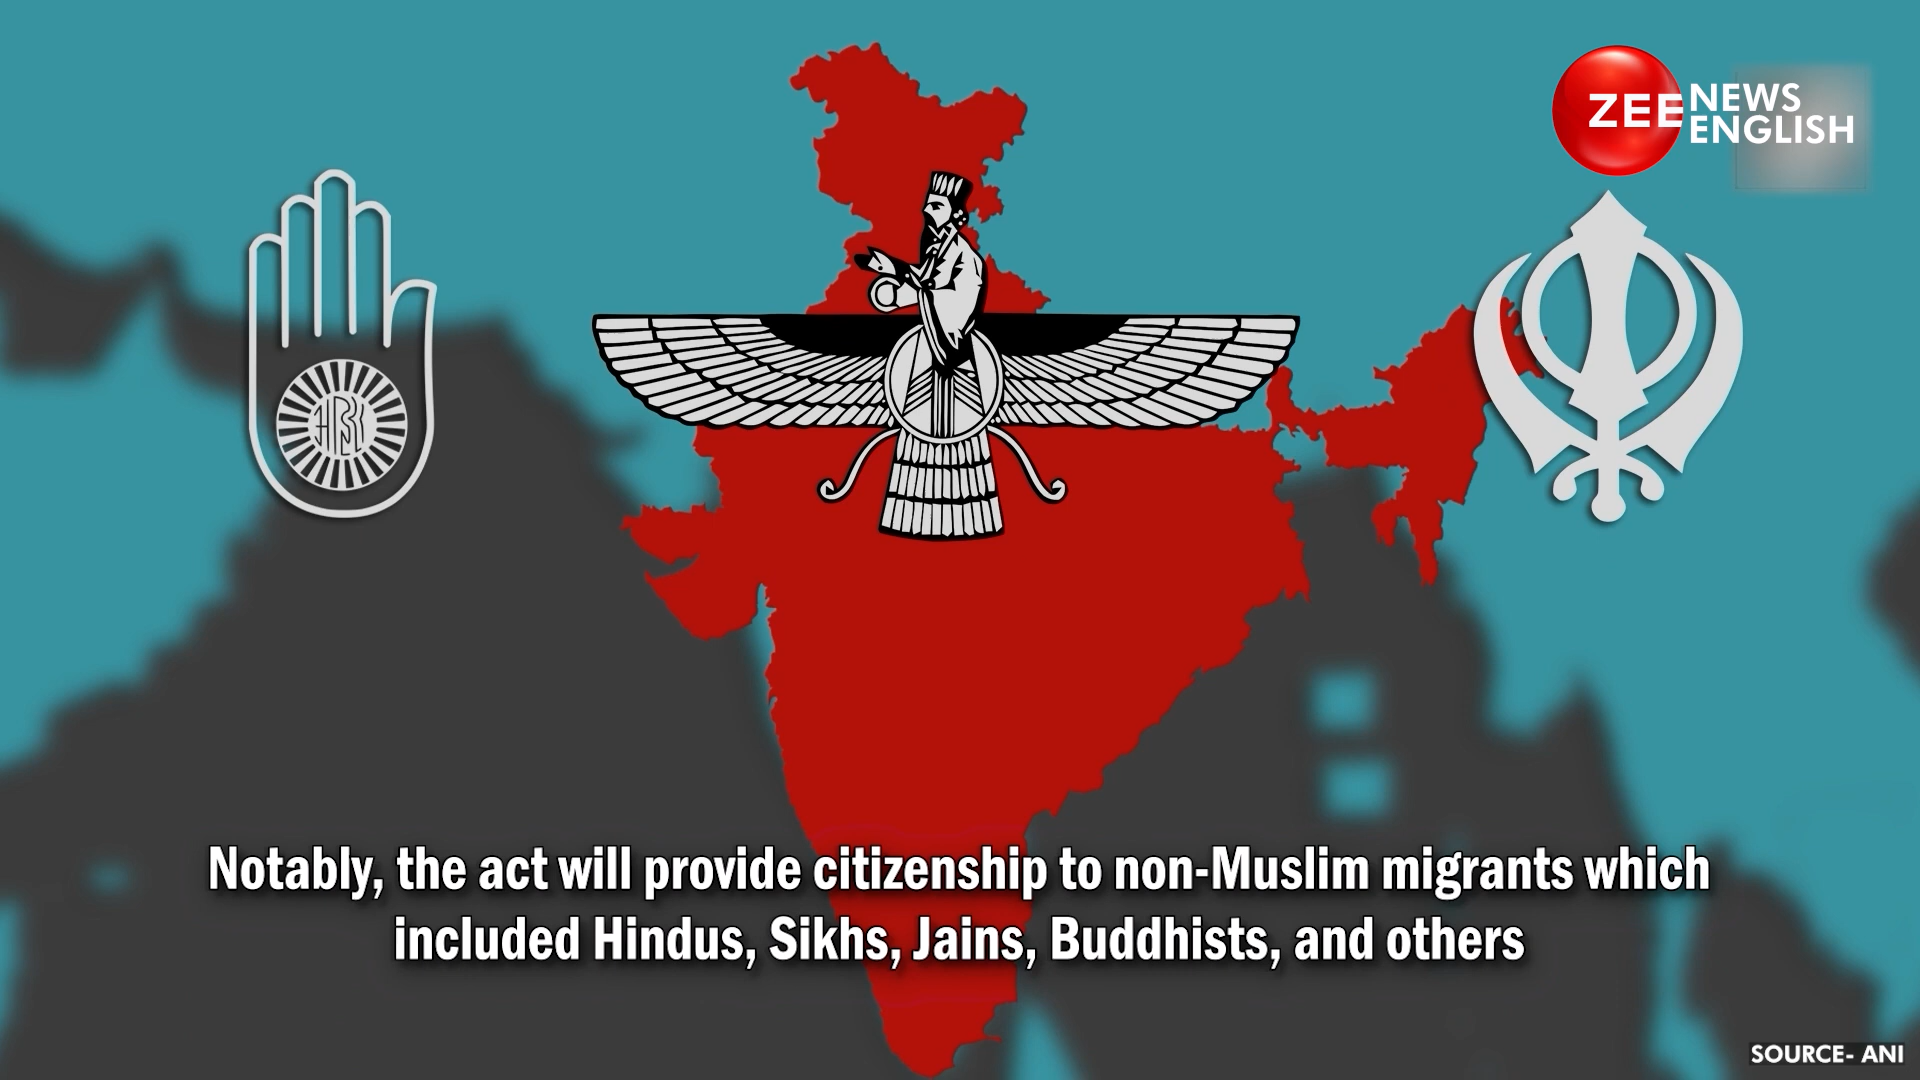 ZEE NEWS
ENGLISH
Notably, the act will provide citizenship to non-Muslim migrants which
included Hindus, Sikhs, Jains, Buddhists, and others
SOURCE- ANI